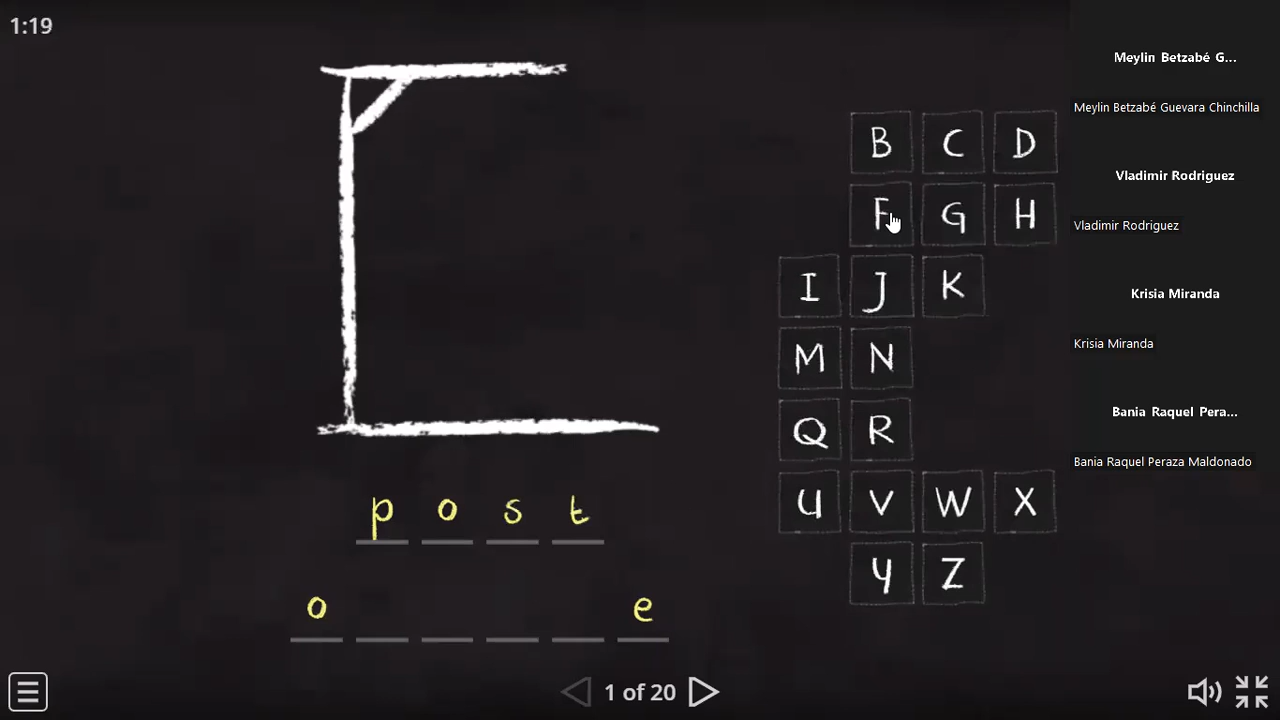 1:19
B C D
F G H
I J K
M N
Q R
U V W X
Y Z
post
o e
1 of 20
Meylin Betzabé G...
Meylin Betzabé Guevara Chinchilla
Vladimir Rodriguez
Vladimir Rodriguez
Krisia Miranda
Krisia Miranda
Bania Raquel Pera...
Bania Raquel Peraza Maldonado